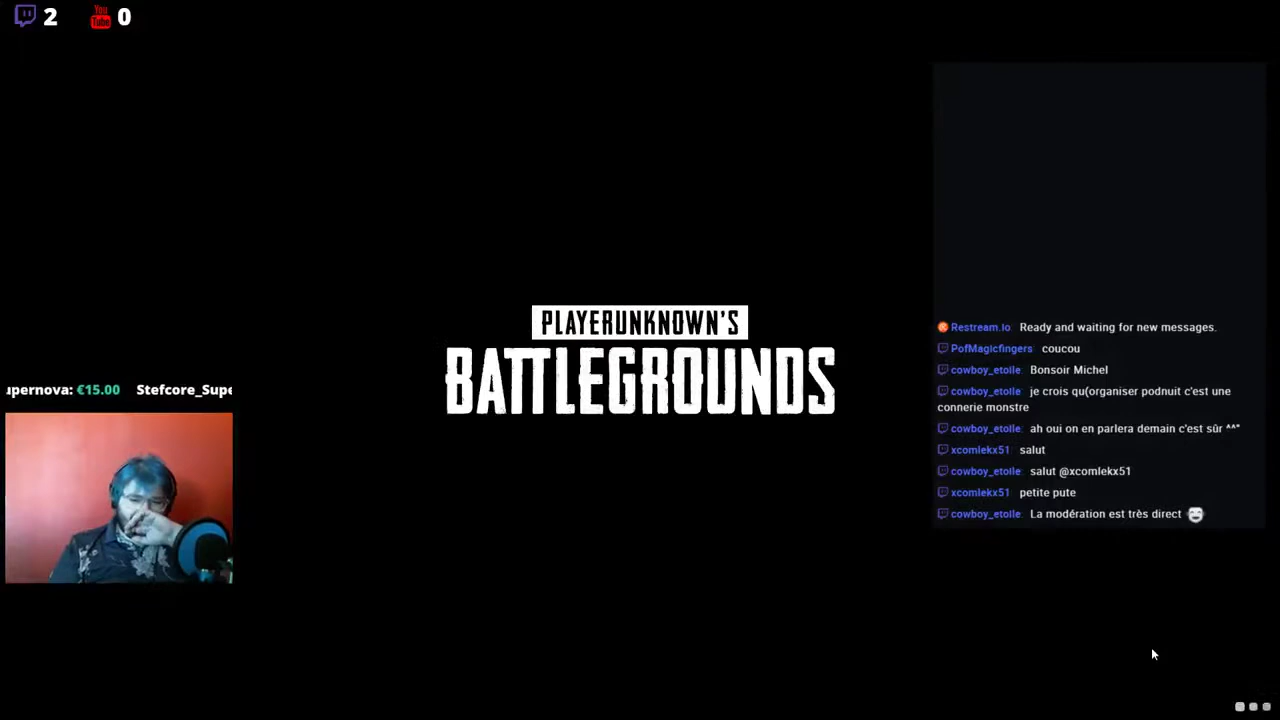 2
You
Tube
0
PLAYERUNKNOWN'S
BATTLEGROUNDS
upernova: €15.00 Stefcore_Supe
Restream.io Ready and waiting for new messages.
PofMagicfingers coucou
cowboy_etoile: Bonsoir Michel
cowboy_etoile: je crois qu(organiser podnuit c'est une
connerie monstre
cowboy_etoile: ah oui on en parlera demain c'est sûr ^^"
xcomlekx51 salut
cowboy_etoile: salut @xcomlekx51
xcomlekx51 petite pute
cowboy_etoile: La modération est très direct